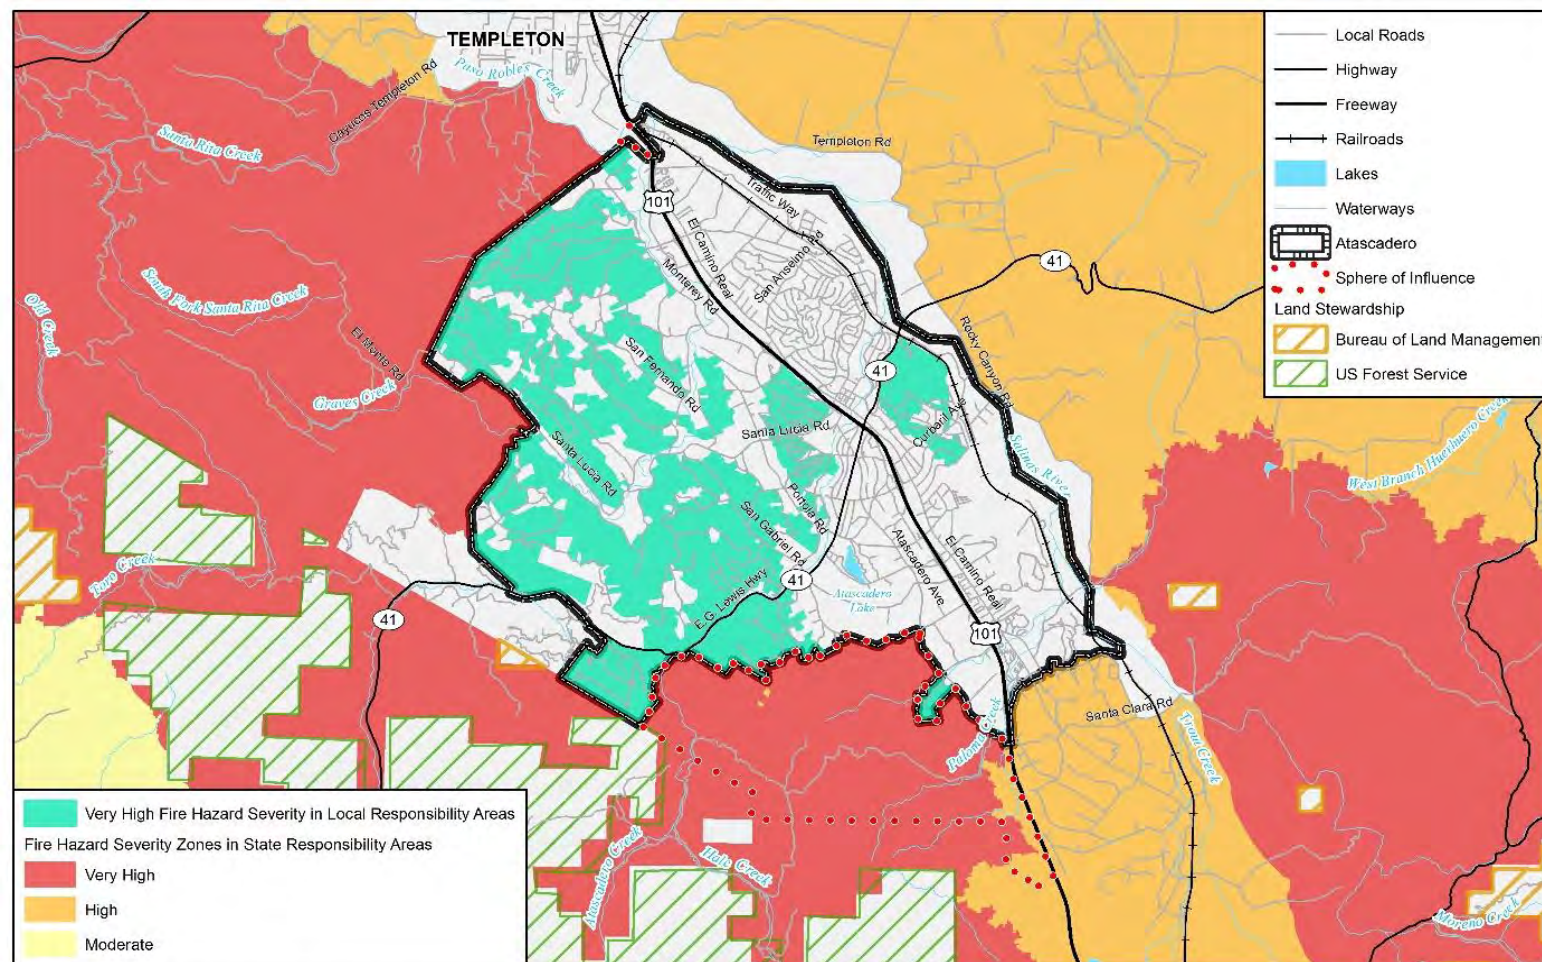 TEMPLETON
Paso Robles Creek
Cayucos Templeton Rd
Santa Rita Creek
Templeton Rd
Traffic Way
101
El Camino Real
San Anselmo Rd
Monterey Rd
41
South Fork Santa Rita Creek
Old Creek
El Monte Rd
Graves Creek
San Fernando Rd
Rocky Canyon Rd
41
Curbaril Ave
Santa Lucia Rd
Santa Lucia Rd
Salinas River
West Branch Huerhuero Creek
Portola Rd
San Gabriel Rd
Atascadero Ave
El Camino Real
Toro Creek
E.G. Lewis Hwy
41
Atascadero
Lake
41
101
Santa Clara Rd
Paloma Creek
Trout Creek
Atascadero Creek
Hale Creek
Moreno Creek
Local Roads
Highway
Freeway
Railroads
Lakes
Waterways
Atascadero
Sphere of Influence
Land Stewardship
Bureau of Land Management
US Forest Service
Very High Fire Hazard Severity in Local Responsibility Areas
Fire Hazard Severity Zones in State Responsibility Areas
Very High
High
Moderate